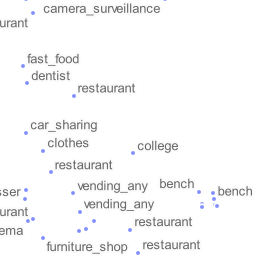 camera_surveillance
urant
fast_food
dentist
restaurant
car_sharing
clothes
college
restaurant
sser
vending_any
bench
bench
urant
vending_any
ema
restaurant
furniture_shop
restaurant